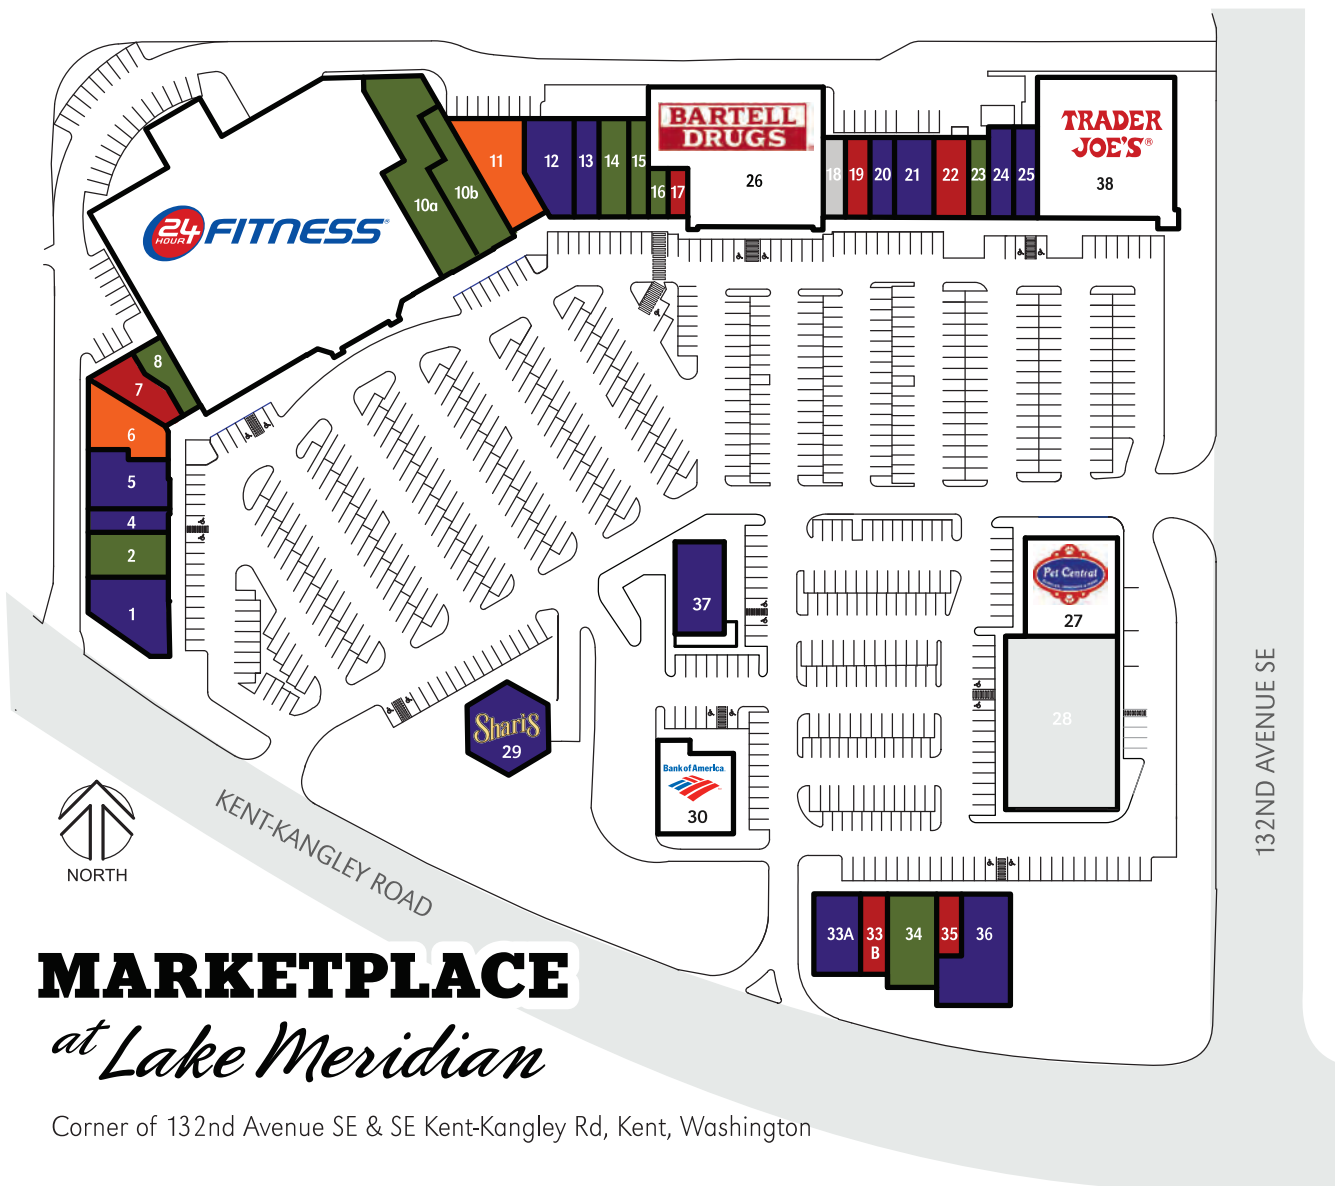 BARTELL
DRUGS
26
TRADER
JOE'S®
38
24
HOUR
FITNESS®
10a
10b
11
12
13
14
15
16
17
18
19
20
21
22
23
24
25
8
7
6
5
4
2
1
37
Pet Central
27
28
Shari's
29
Bank of America
30
33A
33
B
34
35
36
132ND AVENUE SE
KENT-KANGLEY ROAD
NORTH
MARKETPLACE
at Lake Meridian
Corner of 132nd Avenue SE & SE Kent-Kangley Rd, Kent, Washington